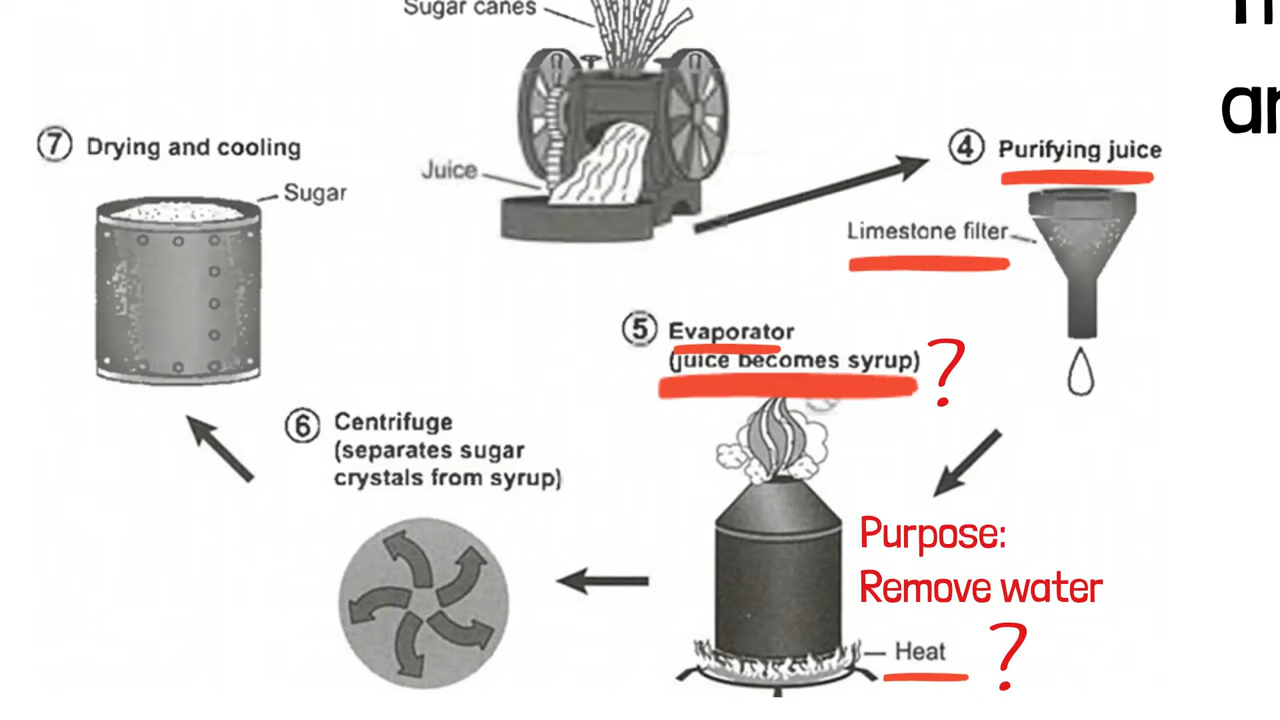 Sugar canes
Juice
④ Purifying juice
Limestone filter
⑤ Evaporator
(juice becomes syrup) ?
Purpose:
Remove water
Heat ?
⑥ Centrifuge
(separates sugar
crystals from syrup)
⑦ Drying and cooling
Sugar